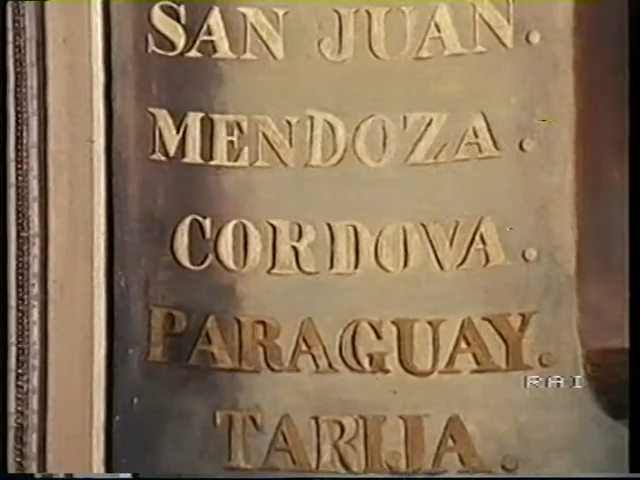 SAN JUAN.
MENDOZA.
CORDOVA.
PARAGUAY.
RAI
TARIJA.